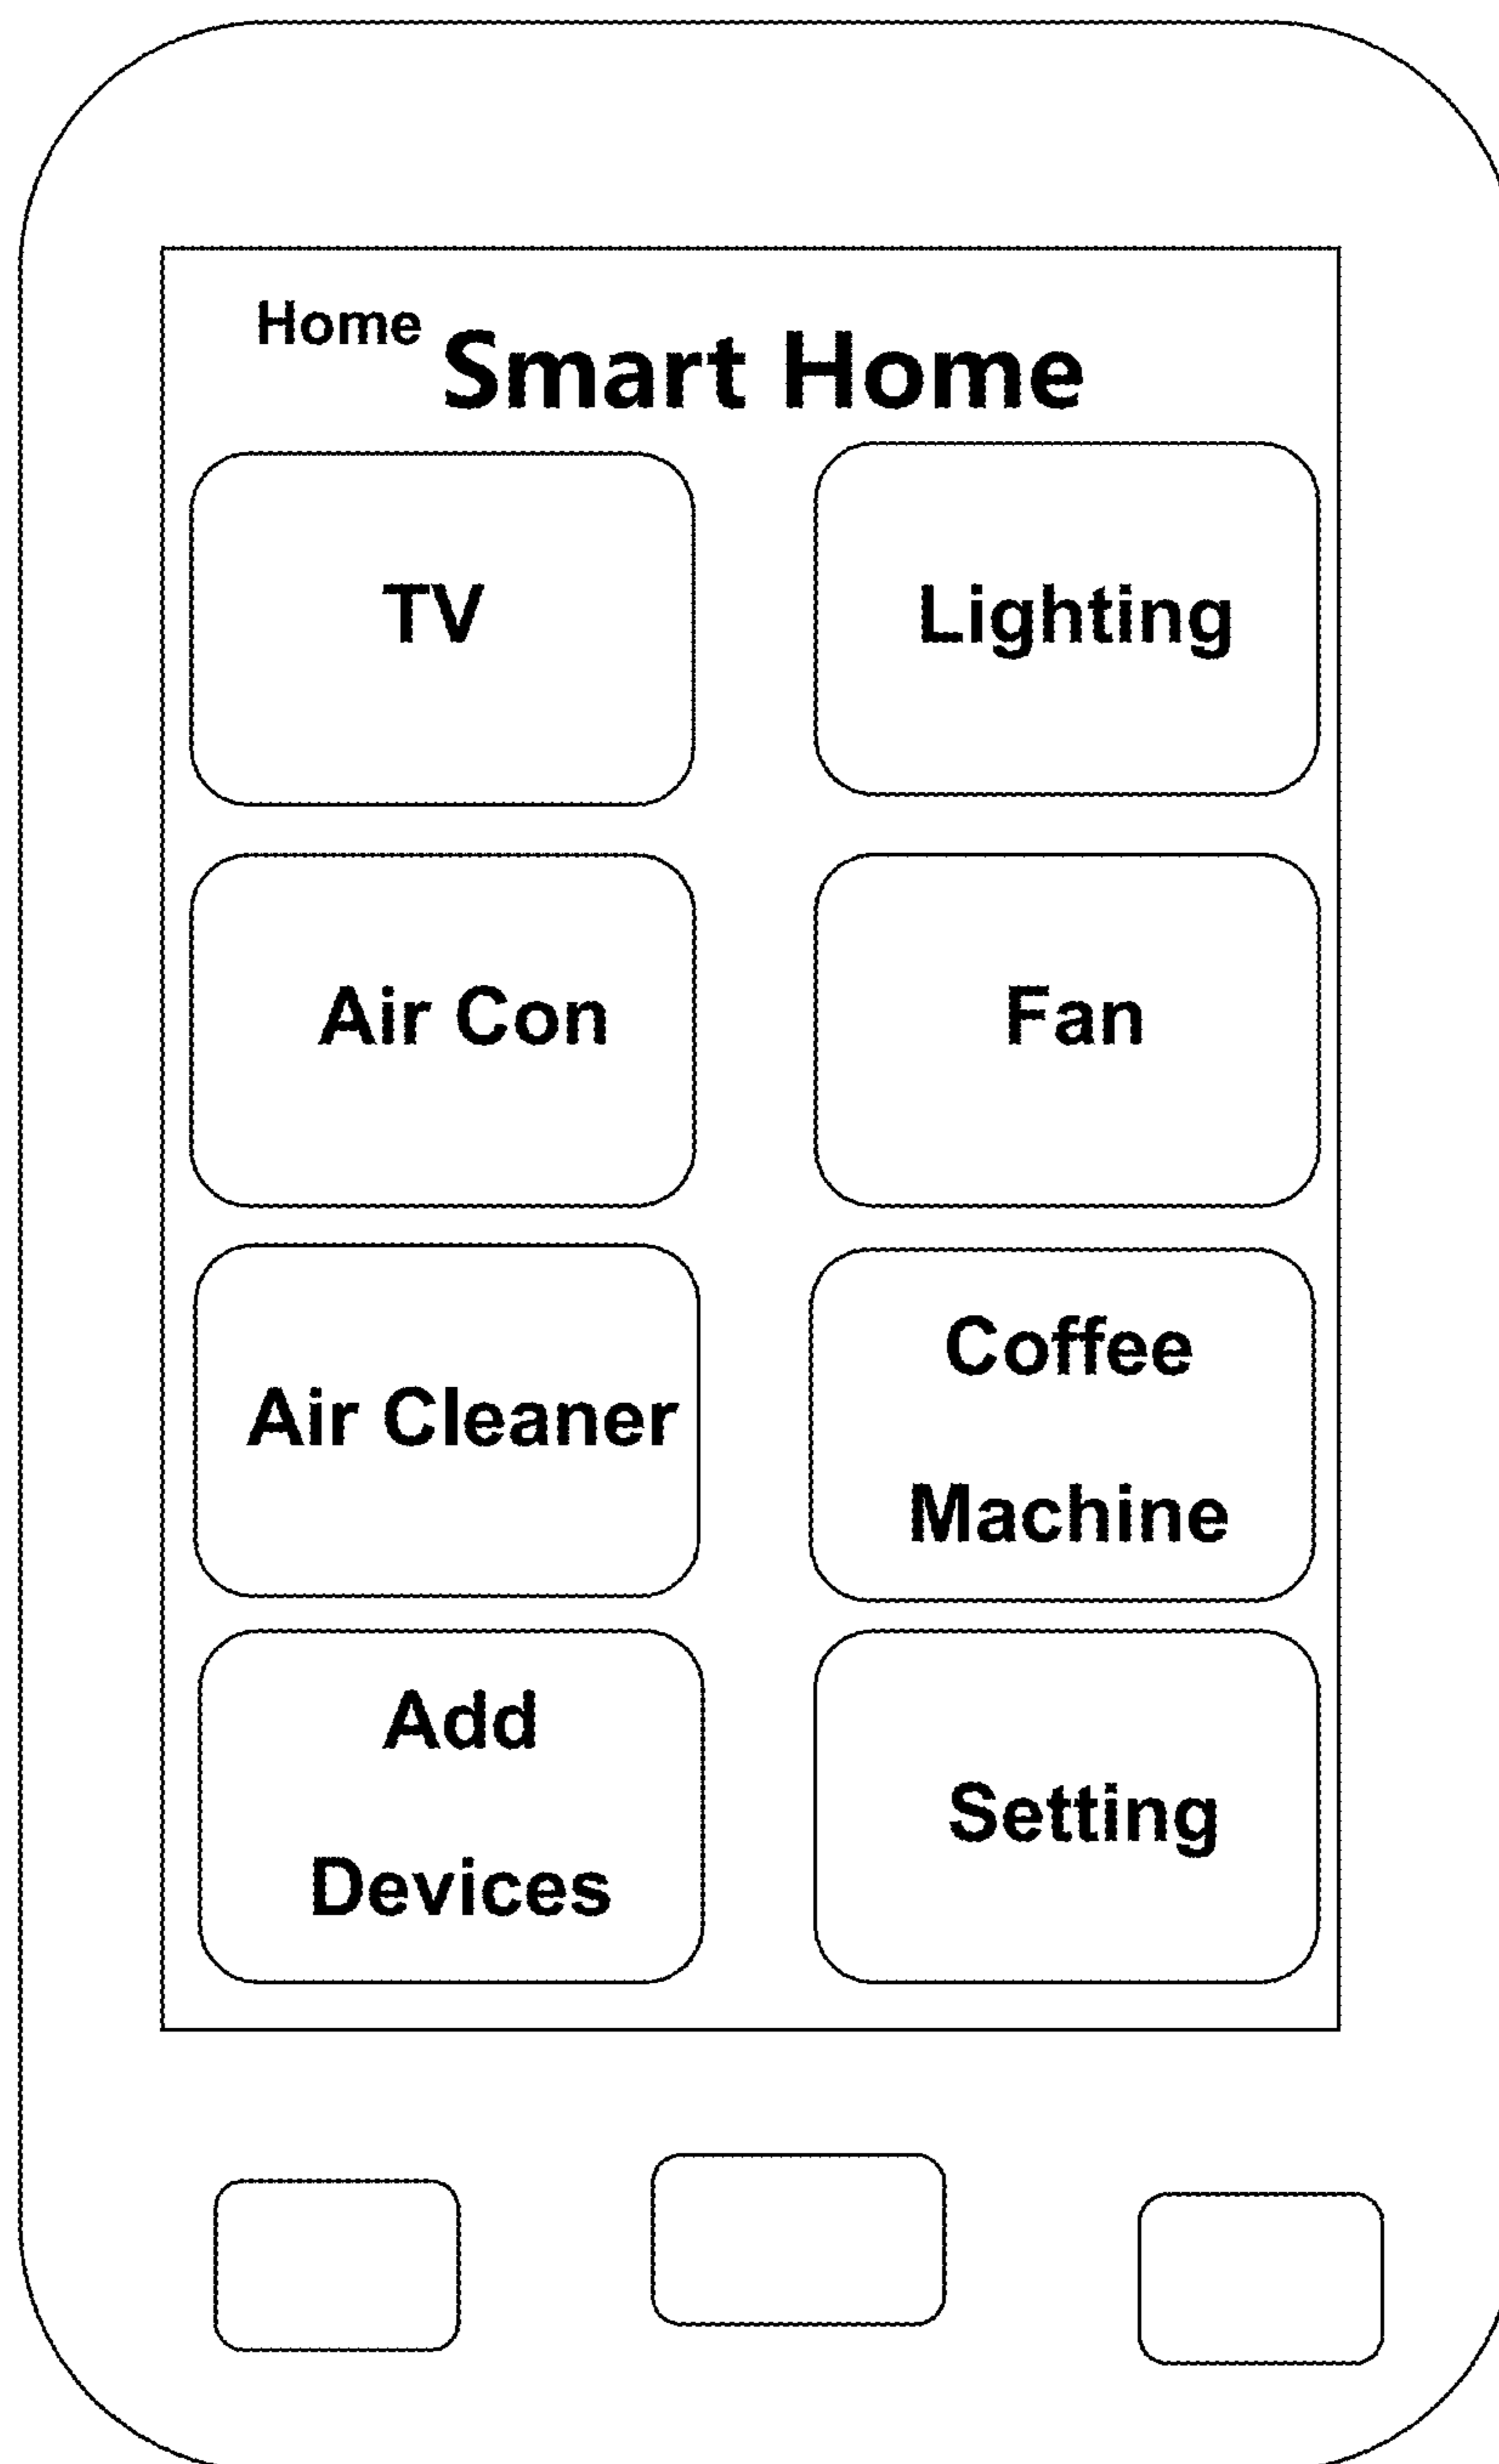 Home
Smart Home
TV
Lighting
Air Con
Fan
Air Cleaner
Coffee
Machine
Add
Devices
Setting